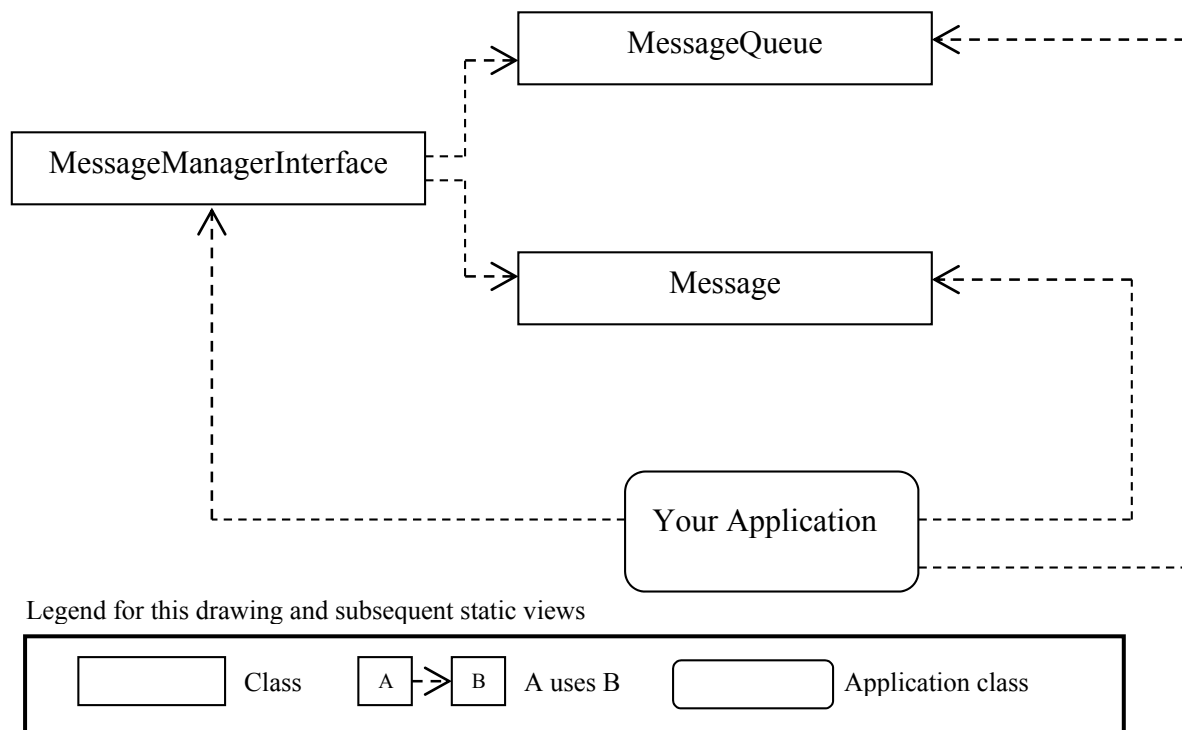 MessageQueue
MessageManagerInterface
Message
Your Application
Legend for this drawing and subsequent static views
Class
A
B
A uses B
Application class